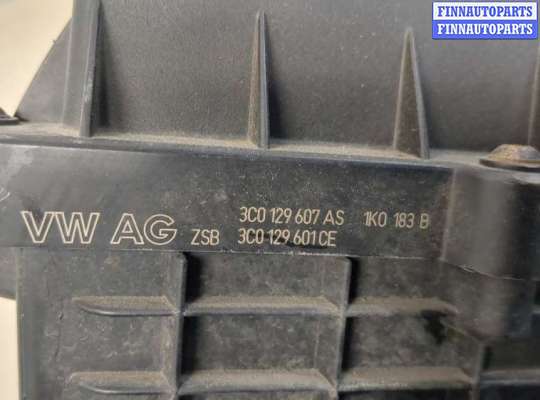 FINNAUTOPARTS
FINNAUTOPARTS
3C0 129 607 AS 1K0 183 B
VW AG ZSB 3C0 129 601 CE